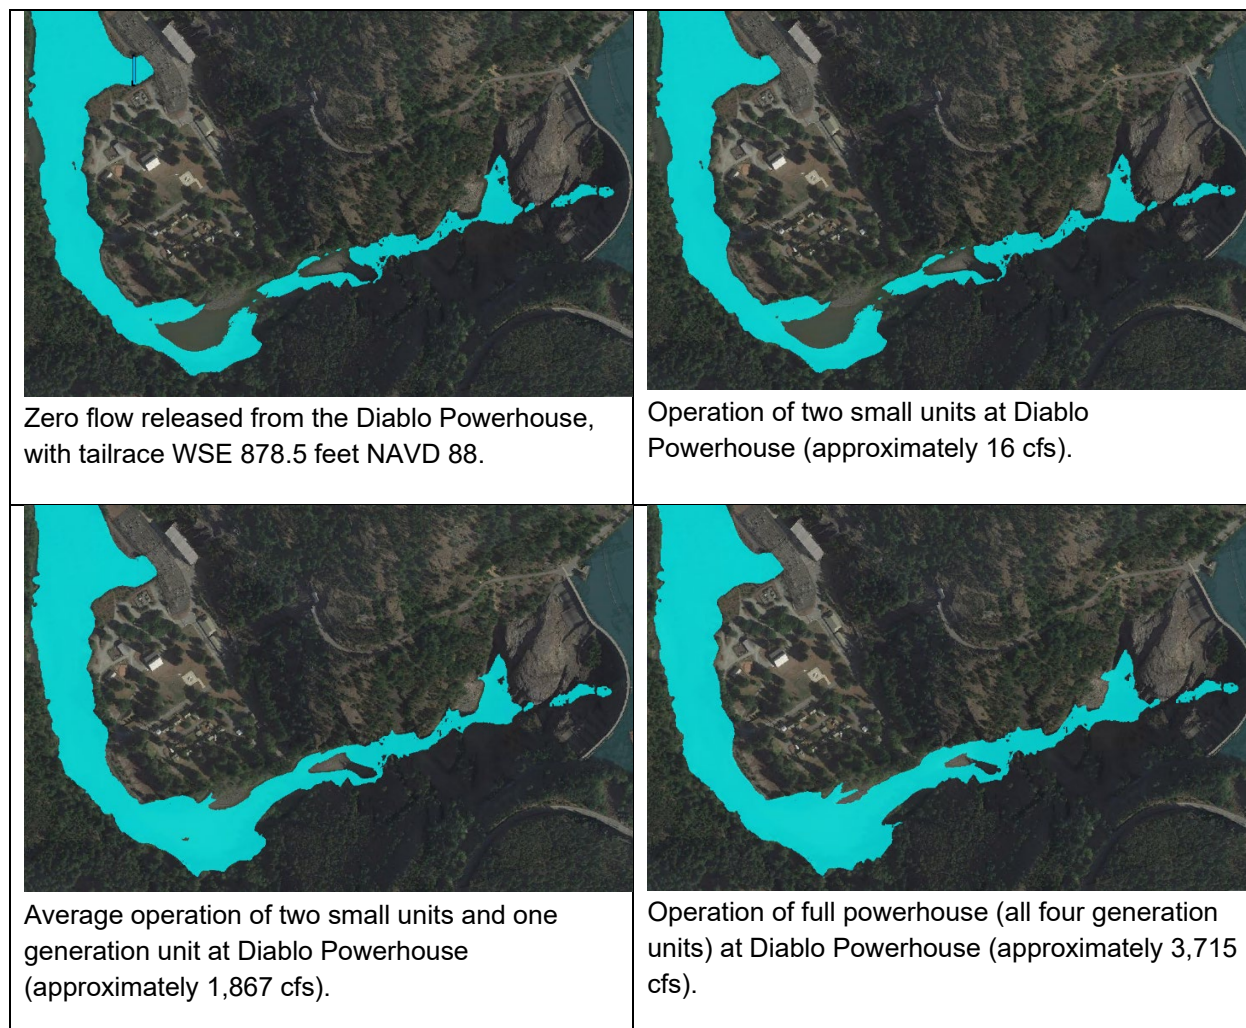 Zero flow released from the Diablo Powerhouse,
with tailrace WSE 878.5 feet NAVD 88.
Operation of two small units at Diablo
Powerhouse (approximately 16 cfs).
Average operation of two small units and one
generation unit at Diablo Powerhouse
(approximately 1,867 cfs).
Operation of full powerhouse (all four generation
units) at Diablo Powerhouse (approximately 3,715
cfs).